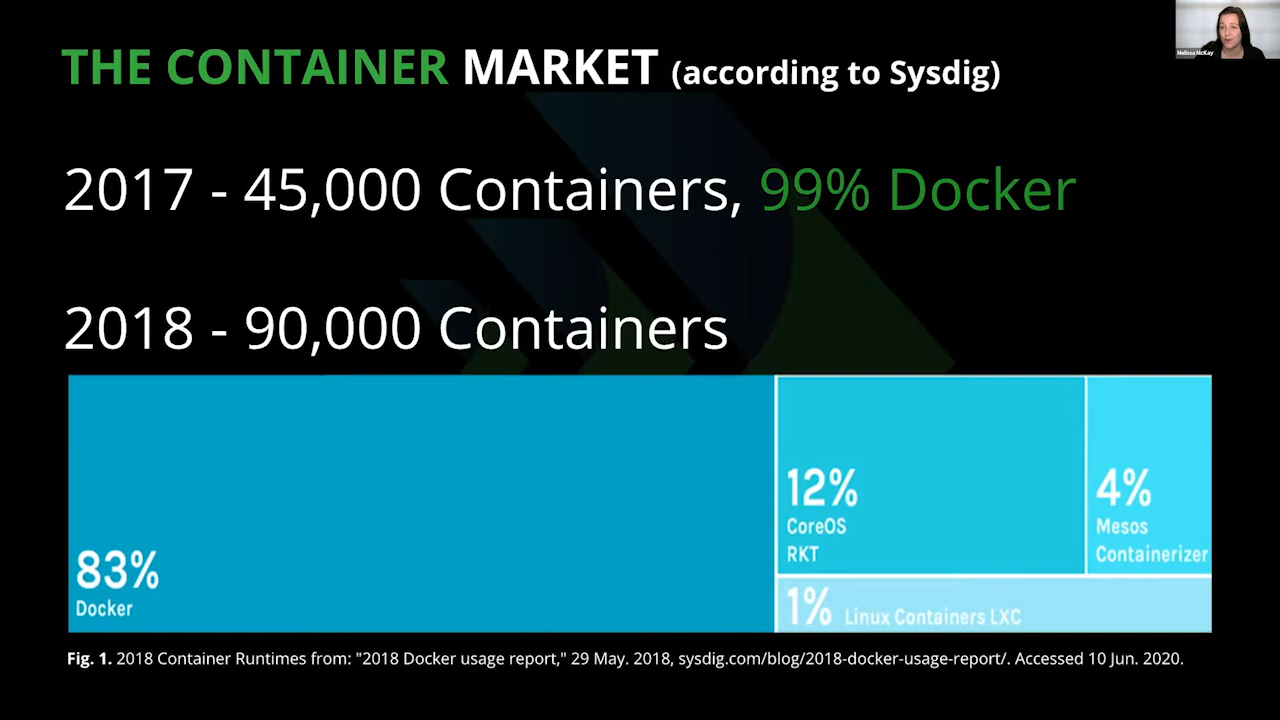 THE CONTAINER MARKET (according to Sysdig)
Melissa McKay
2017 - 45,000 Containers, 99% Docker
2018 - 90,000 Containers
83%
Docker
12%
CoreOS
RKT
4%
Mesos
Containerizer
1% Linux Containers LXC
Fig. 1. 2018 Container Runtimes from: "2018 Docker usage report," 29 May. 2018, sysdig.com/blog/2018-docker-usage-report/. Accessed 10 Jun. 2020.